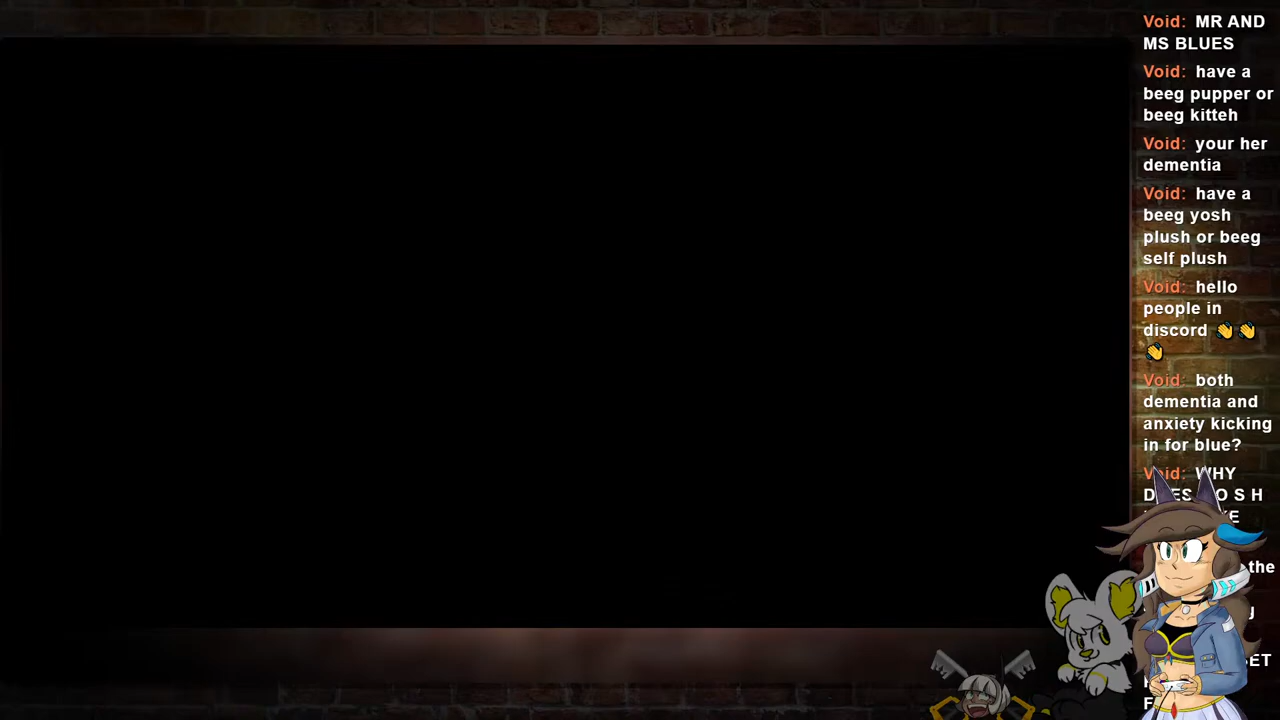 Void: MR AND
MS BLUES
Void: have a
beeg pupper or
beeg kitteh
Void: your her
dementia
Void: have a
beeg yosh
plush or beeg
self plush
Void: hello
people in
discord 👋👋
👋
Void: both
dementia and
anxiety kicking
in for blue?
Void: WHY
S H
the